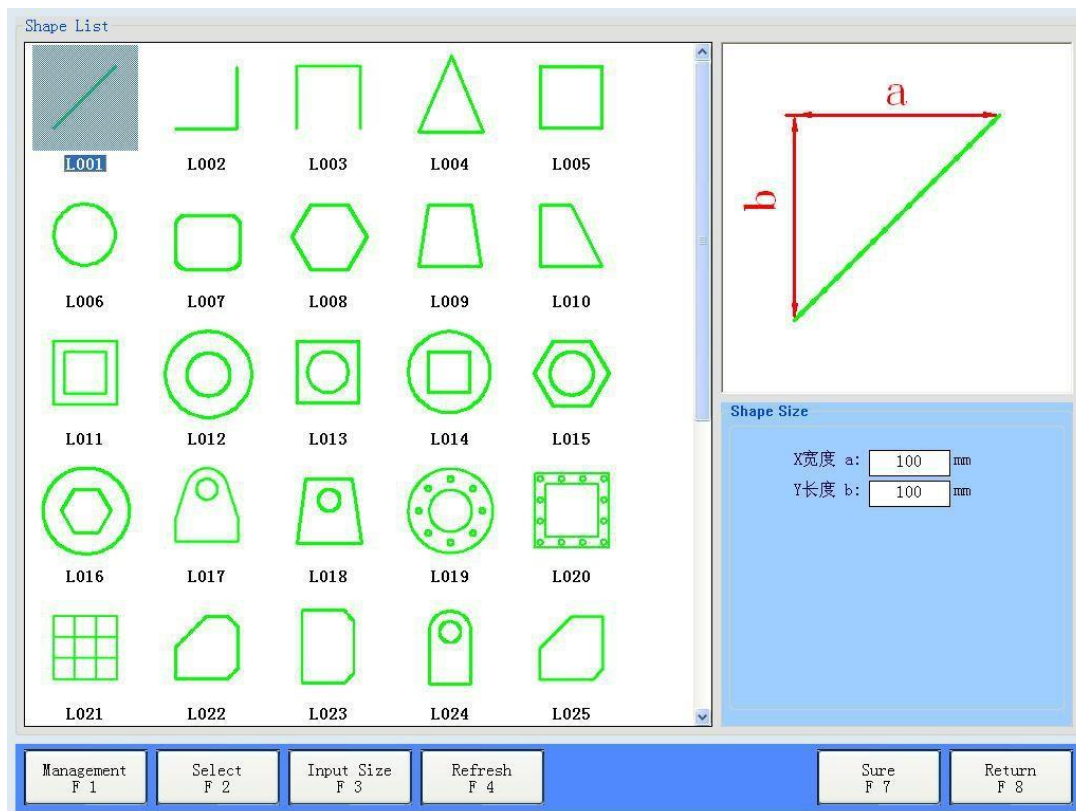 Shape List
L001 L002 L003 L004 L005
L006 L007 L008 L009 L010
L011 L012 L013 L014 L015
L016 L017 L018 L019 L020
L021 L022 L023 L024 L025
a
b
Shape Size
X宽度 a: 100 mm
Y长度 b: 100 mm
Management Select Input Size Refresh Sure Return
F 1 F 2 F 3 F 4 F 7 F 8